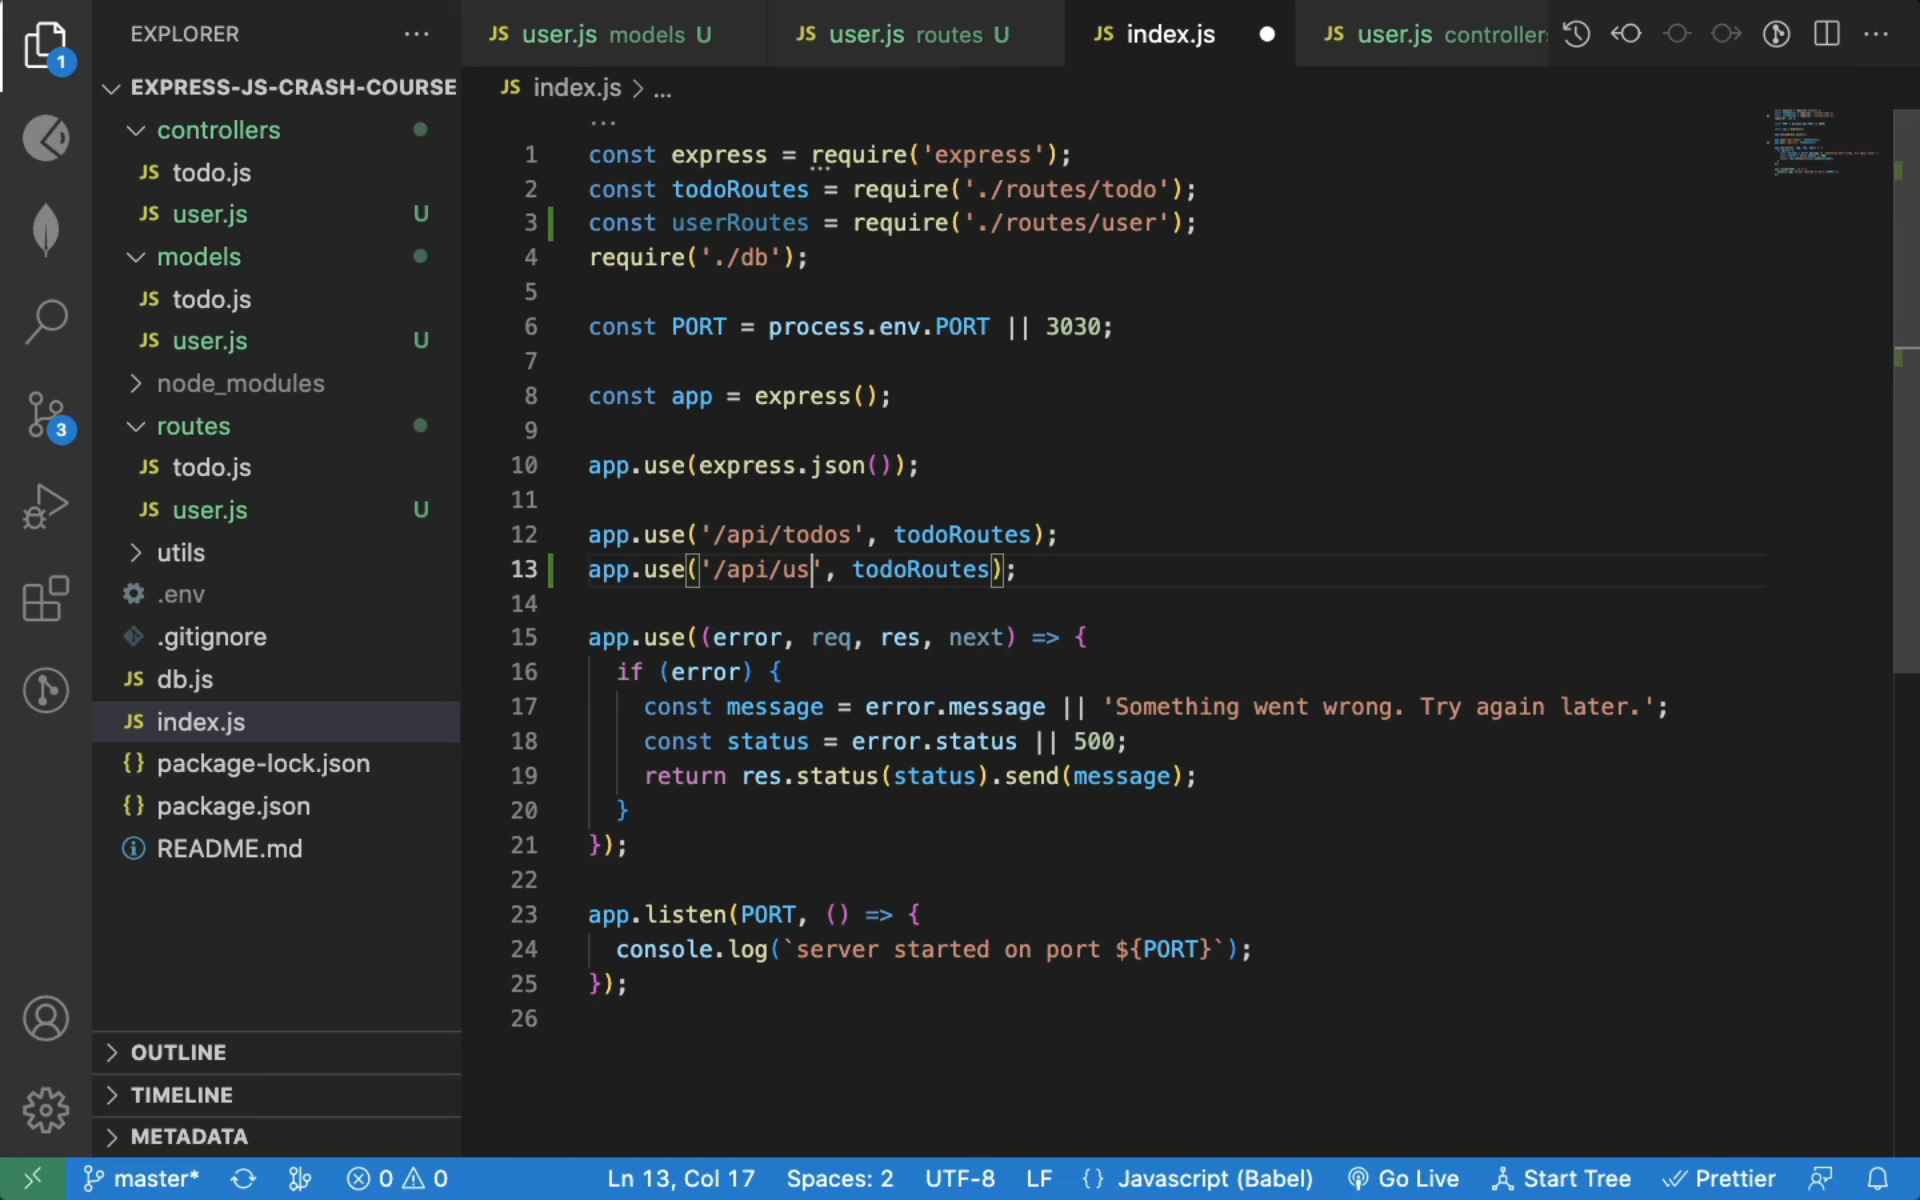 1
EXPLORER
EXPRESS-JS-CRASH-COURSE
controllers
JS todo.js
JS user.js U
models
JS todo.js
JS user.js U
node_modules
routes
JS todo.js
JS user.js U
utils
.env
.gitignore
JS db.js
JS index.js
{} package-lock.json
{} package.json
README.md
OUTLINE
TIMELINE
METADATA
3
JS user.js models U
JS user.js routes U
JS index.js
JS user.js controller
JS index.js > ...
1 const express = require('express');
2 const todoRoutes = require('./routes/todo');
3 const userRoutes = require('./routes/user');
4 require('./db');
5
6 const PORT = process.env.PORT || 3030;
7
8 const app = express();
9
10 app.use(express.json());
11
12 app.use('/api/todos', todoRoutes);
13 app.use('/api/us', todoRoutes);
14
15 app.use((error, req, res, next) => {
16 if (error) {
17 const message = error.message || 'Something went wrong. Try again later.';
18 const status = error.status || 500;
19 return res.status(status).send(message);
20 }
21 });
22
23 app.listen(PORT, () => {
24 console.log(`server started on port ${PORT}`);
25 });
26
master* 0 0 Ln 13, Col 17 Spaces: 2 UTF-8 LF {} Javascript (Babel) Go Live Start Tree Prettier